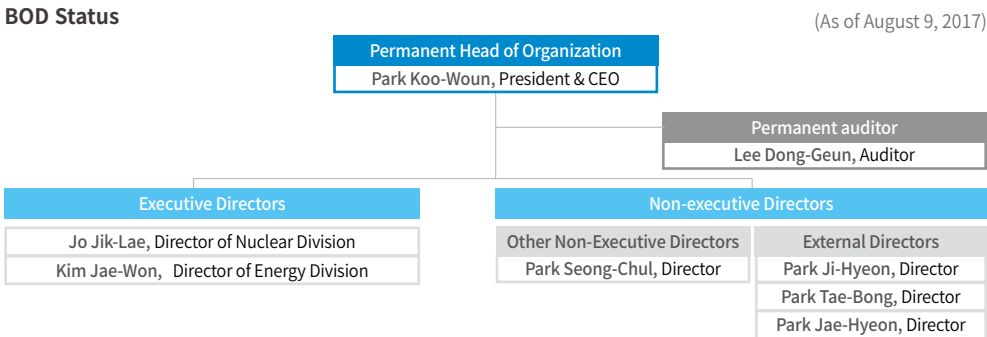 BOD Status
(As of August 9, 2017)
Permanent Head of Organization
Park Koo-Woun, President & CEO
Permanent auditor
Lee Dong-Geun, Auditor
Executive Directors
Jo Jik-Lae, Director of Nuclear Division
Kim Jae-Won, Director of Energy Division
Non-executive Directors
Other Non-Executive Directors
Park Seong-Chul, Director
External Directors
Park Ji-Hyeon, Director
Park Tae-Bong, Director
Park Jae-Hyeon, Director